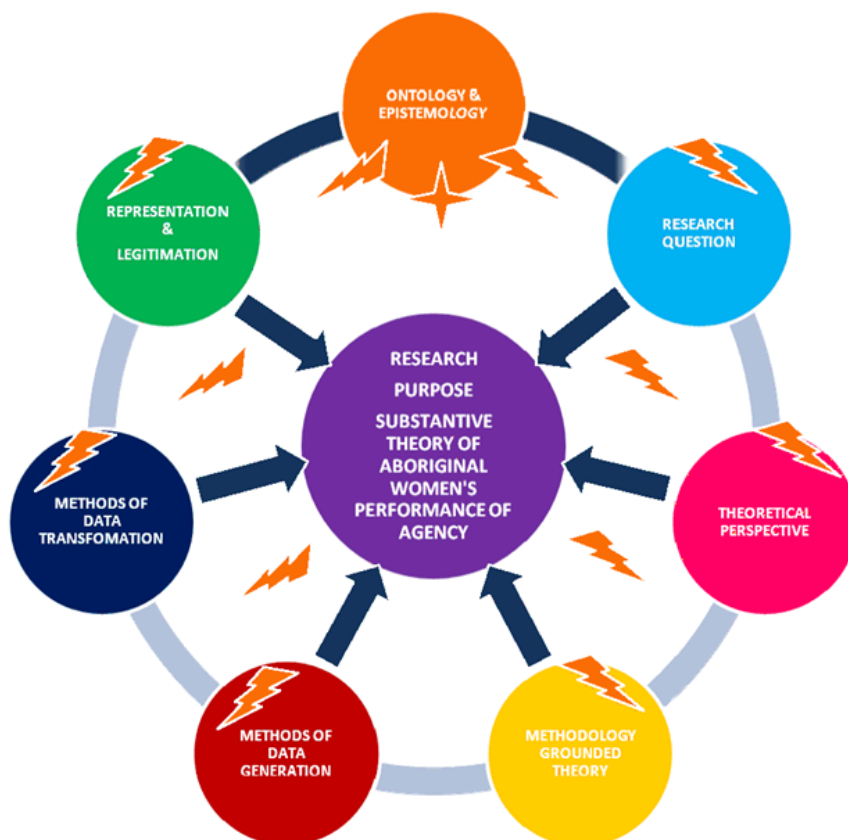 ONTOLOGY &
EPISTEMOLOGY
REPRESENTATION
&
LEGITIMATION
RESEARCH
QUESTION
RESEARCH
PURPOSE
SUBSTANTIVE
THEORY OF
ABORIGINAL
WOMEN'S
PERFORMANCE OF
AGENCY
METHODS OF
DATA
TRANSFOMATION
THEORETICAL
PERSPECTIVE
METHODS OF
DATA
GENERATION
METHODOLOGY
GROUNDED
THEORY